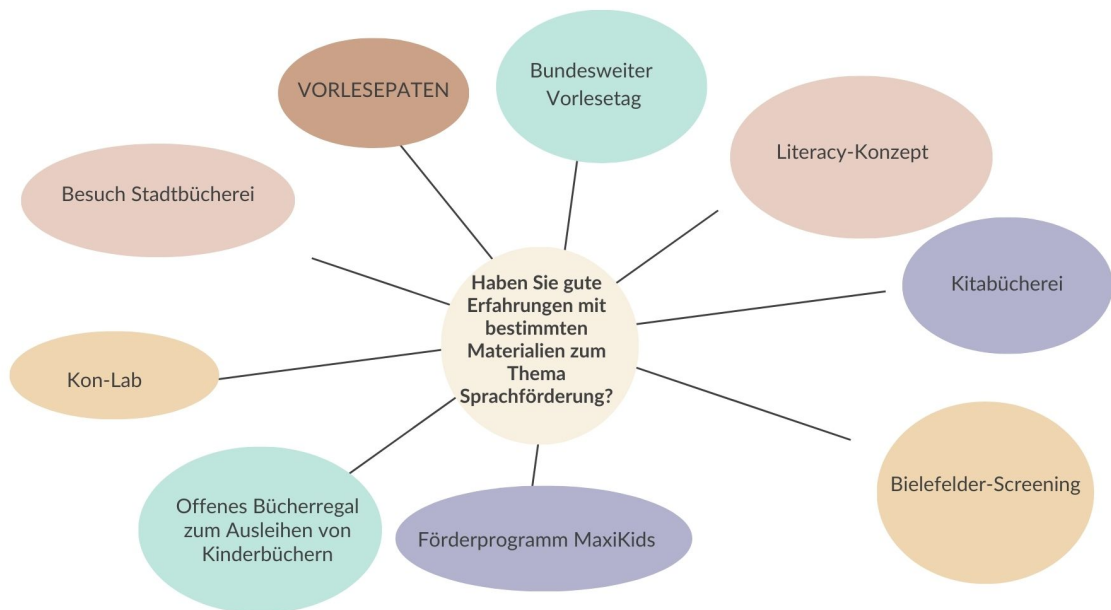 VORLESEPATEN
Bundesweiter
Vorlesetag
Literacy-Konzept
Besuch Stadtbücherei
Kitabücherei
Haben Sie gute
Erfahrungen mit
bestimmten
Materialien zum
Thema
Sprachförderung?
Kon-Lab
Bielefelder-Screening
Offenes Bücherregal
zum Ausleihen von
Kinderbüchern
Förderprogramm MaxiKids